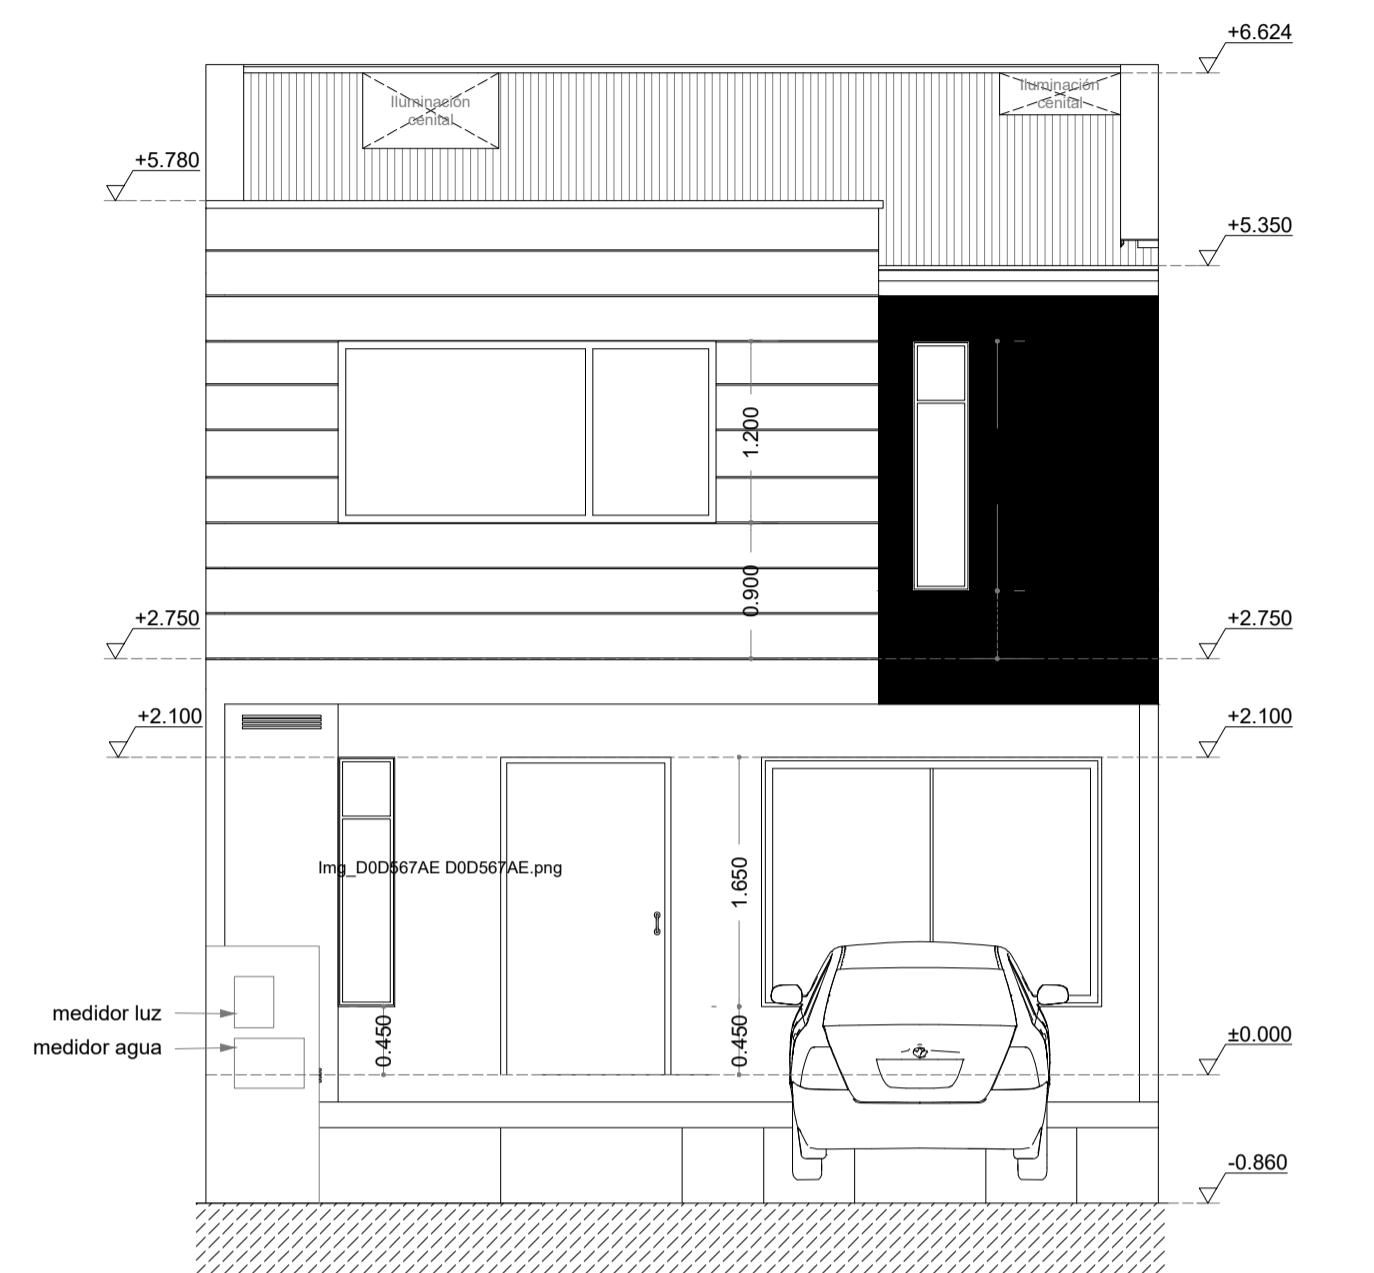 +6.624
Iluminación
cenital
Iluminación
cenital
+5.780
+5.350
1.200
0.900
+2.750
+2.750
+2.100
+2.100
1.650
Img_D0D567AE D0D567AE.png
medidor luz
medidor agua
0.450
0.450
±0.000
-0.860